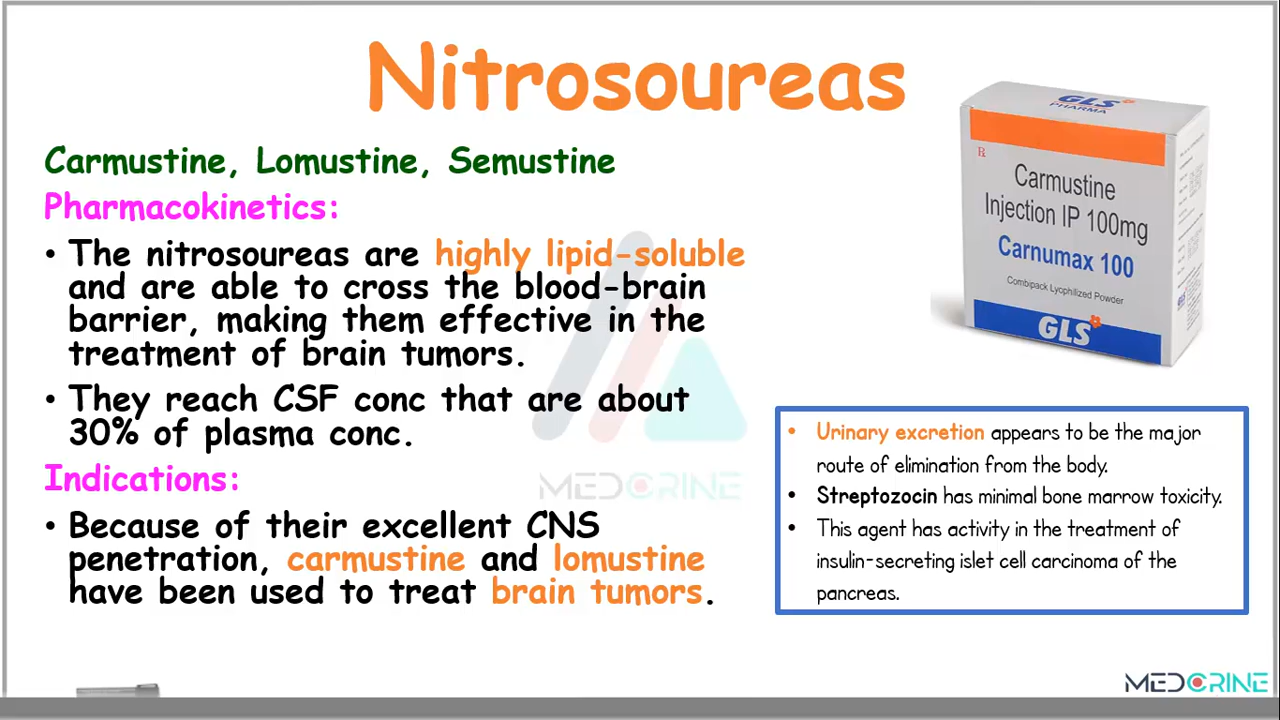 Nitrosoureas
Carmustine, Lomustine, Semustine
Pharmacokinetics:
• The nitrosoureas are highly lipid-soluble
and are able to cross the blood-brain
barrier, making them effective in the
treatment of brain tumors.
• They reach CSF conc that are about
30% of plasma conc.
Indications:
• Because of their excellent CNS
penetration, carmustine and lomustine
have been used to treat brain tumors.
GLS
PHARMA
Rx
Carmustine
Injection IP 100mg
Carnumax 100
Combipack Lyophilized Powder
GLS
GLS
• Urinary excretion appears to be the major
route of elimination from the body.
• Streptozocin has minimal bone marrow toxicity.
• This agent has activity in the treatment of
insulin-secreting islet cell carcinoma of the
pancreas.
MEDCRINE
MEDCRINE